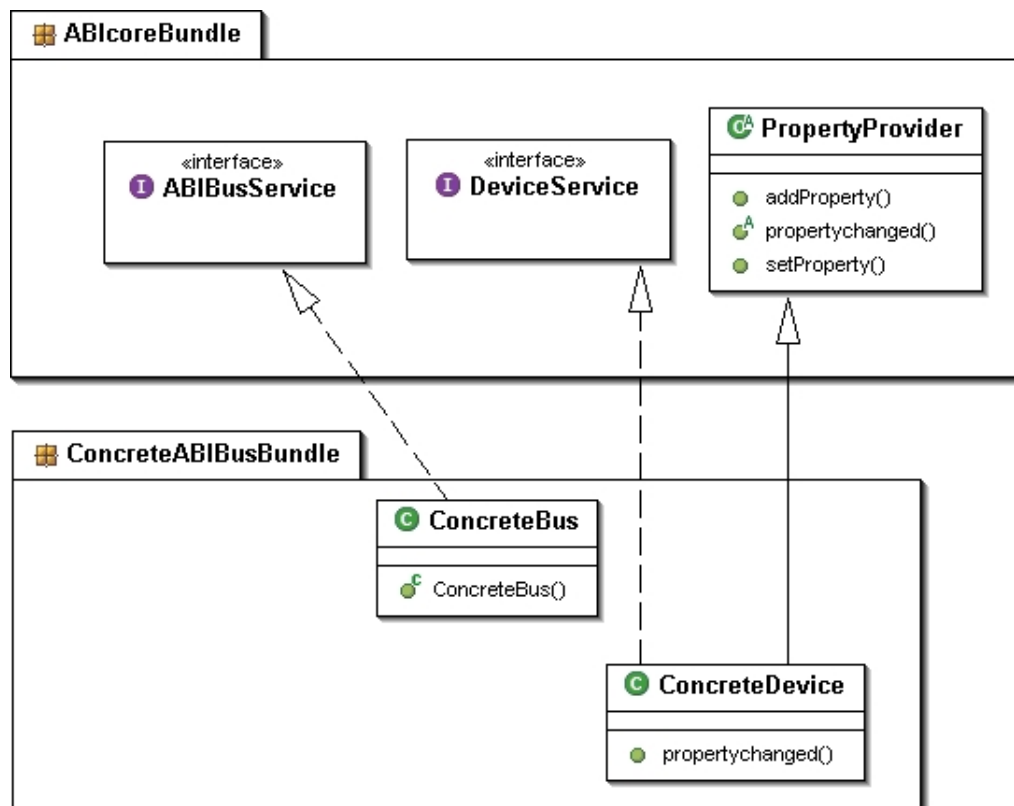 ABIcoreBundle
«interface»
ABIBusService
«interface»
DeviceService
PropertyProvider
addProperty()
propertychanged()
setProperty()
ConcreteABIBusBundle
ConcreteBus
ConcreteBus()
ConcreteDevice
propertychanged()